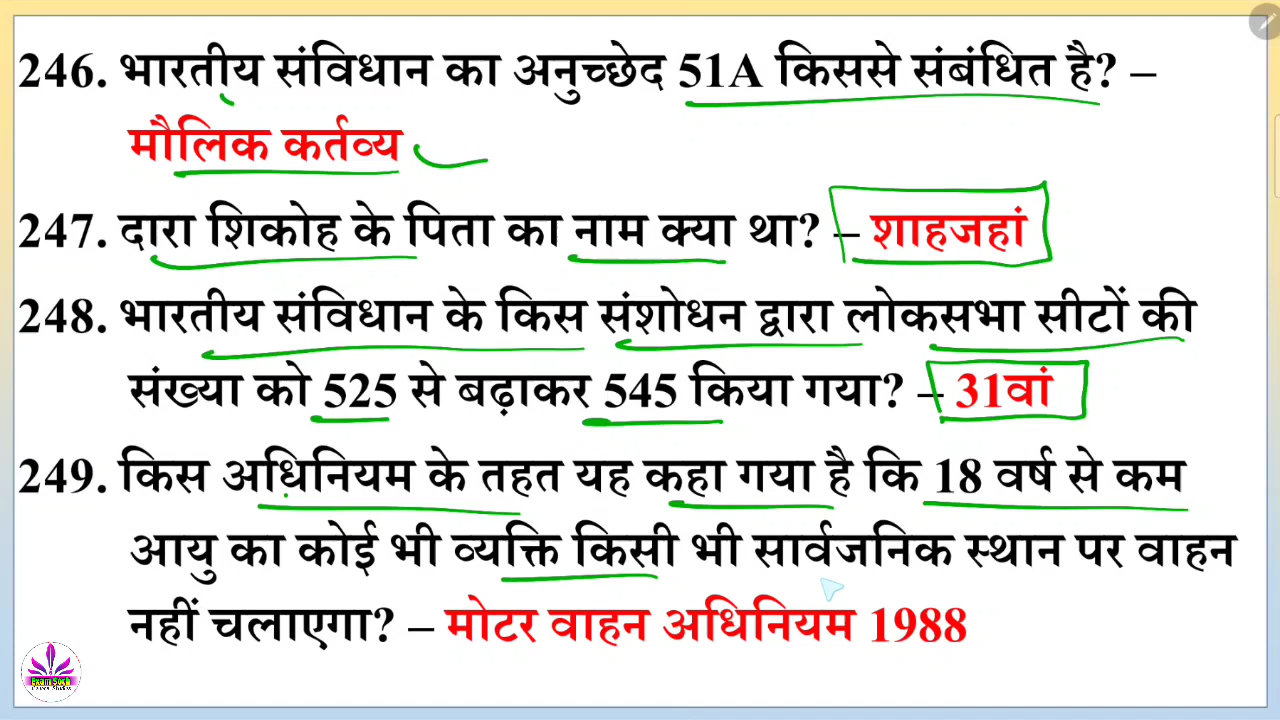 246. भारतीय संविधान का अनुच्छेद 51A किससे संबंधित है? –
मौलिक कर्तव्य
247. दारा शिकोह के पिता का नाम क्या था? – शाहजहां
248. भारतीय संविधान के किस संशोधन द्वारा लोकसभा सीटों की
संख्या को 525 से बढ़ाकर 545 किया गया? – 31वां
249. किस अधिनियम के तहत यह कहा गया है कि 18 वर्ष से कम
आयु का कोई भी व्यक्ति किसी भी सार्वजनिक स्थान पर वाहन
नहीं चलाएगा? – मोटर वाहन अधिनियम 1988